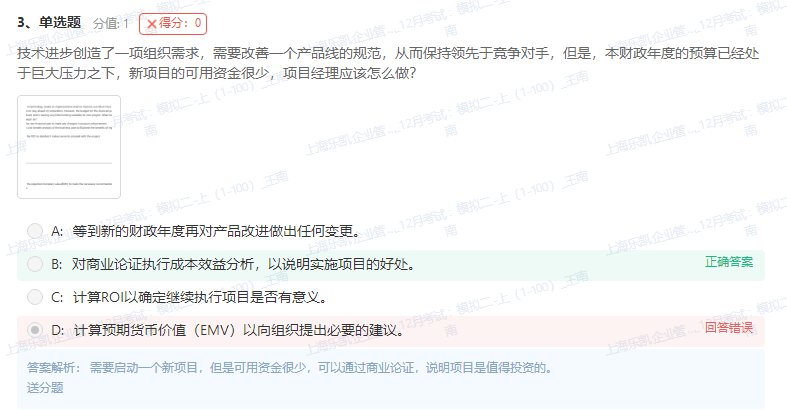 3、单选题 分值: 1 ✕得分：0
技术进步创造了一项组织需求，需要改善一个产品线的规范，从而保持领先于竞争对手，但是，本财政年度的预算已经处
于巨大压力之下，新项目的可用资金很少，项目经理应该怎么做?
A: 等到新的财政年度再对产品改进做出任何变更。
B: 对商业论证执行成本效益分析，以说明实施项目的好处。 正确答案
C: 计算ROI以确定继续执行项目是否有意义。
D: 计算预期货币价值（EMV）以向组织提出必要的建议。 回答错误
答案解析： 需要启动一个新项目，但是可用资金很少，可以通过商业论证，说明项目是值得投资的。
送分题
上海乐凯企业管..._12月考试：模拟二-上（1-100）_王南